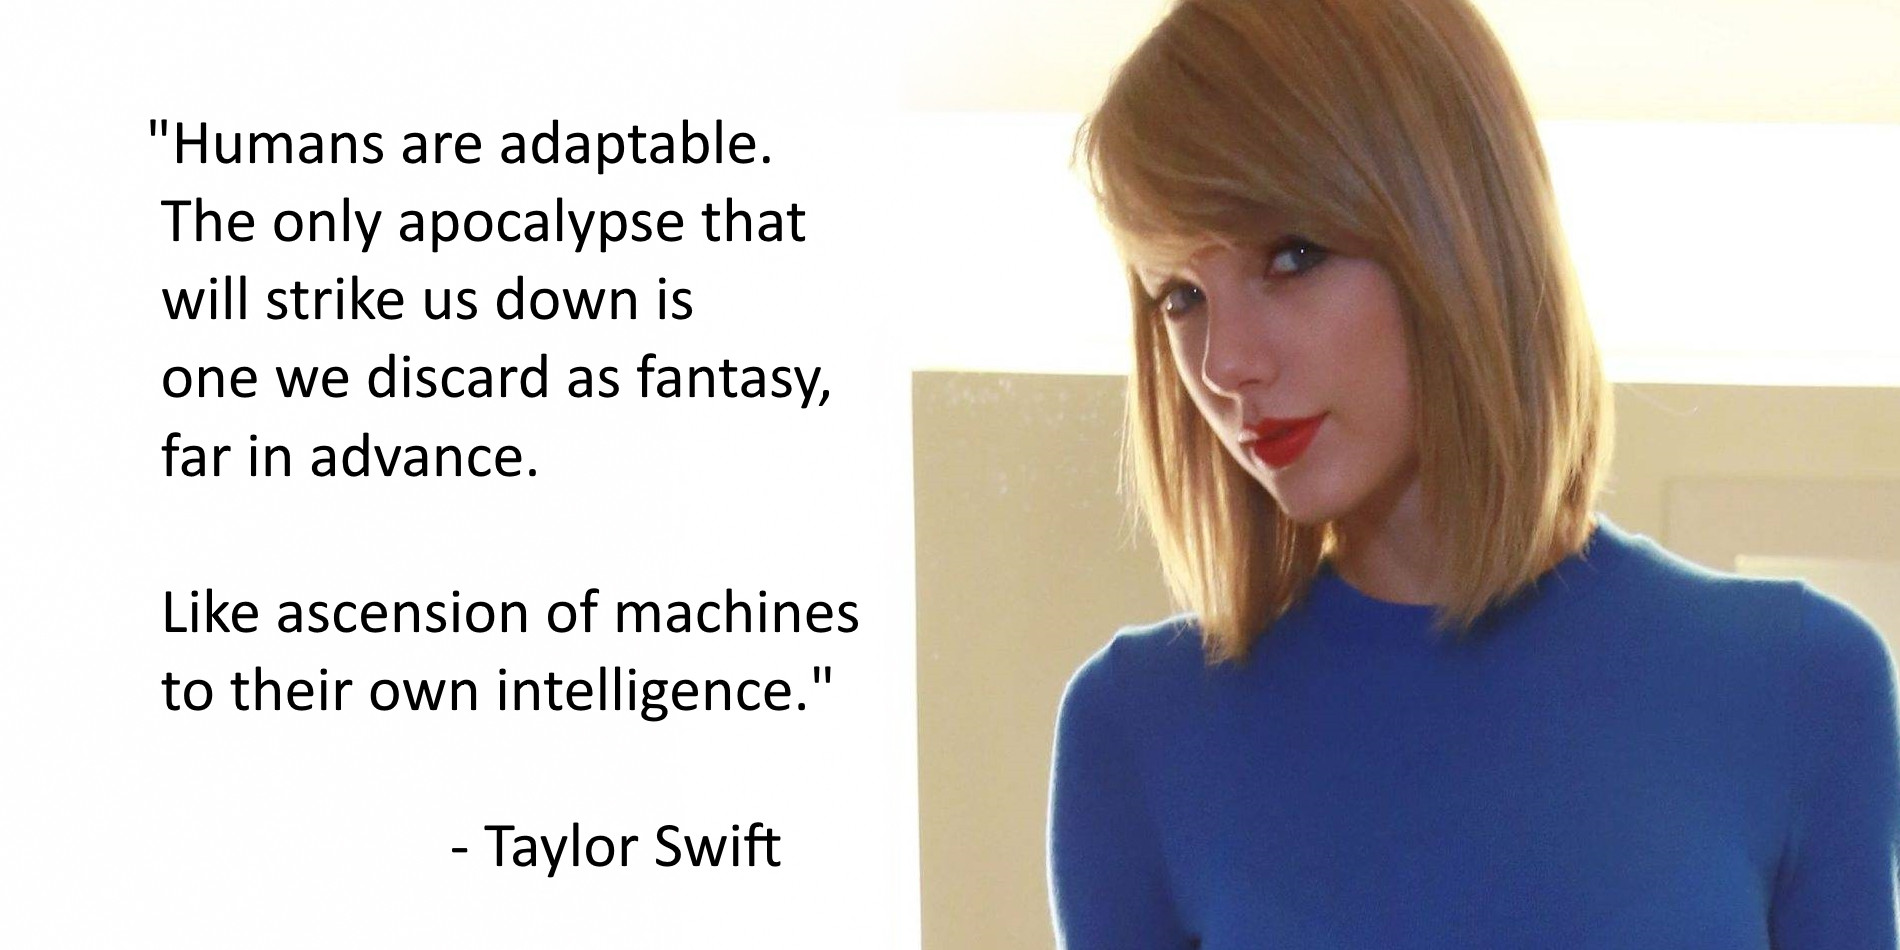 "Humans are adaptable.
The only apocalypse that
will strike us down is
one we discard as fantasy,
far in advance.
Like ascension of machines
to their own intelligence."
- Taylor Swift